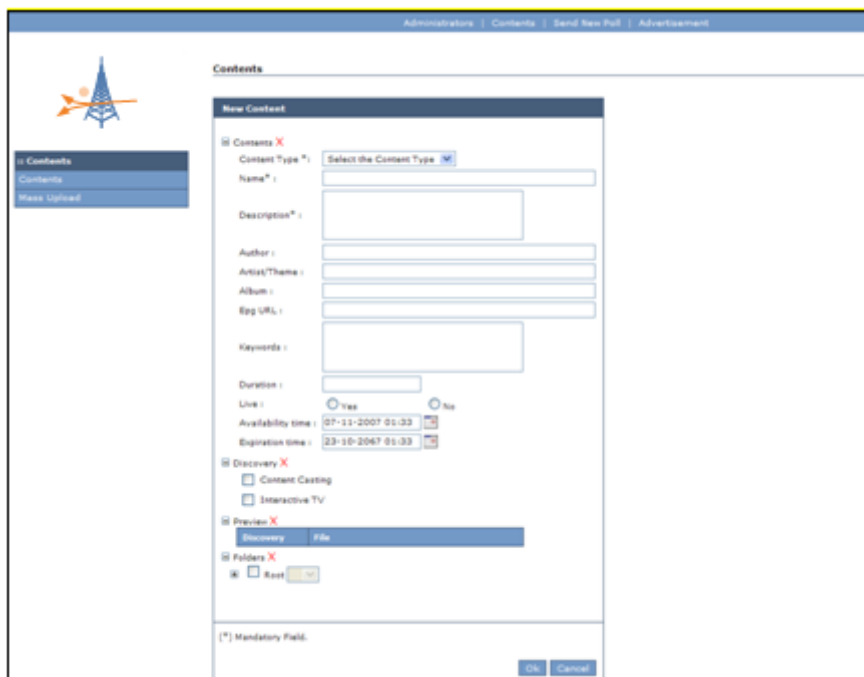 Administrators | Contents | Send New Poll | Advertisement
Contents
New Content
Contents X
Content Type *: Select the Content Type
Name* :
:: Contents
Contents
Mass Upload
Description* :
Author :
Artist/Theme :
Album :
Epg URL :
Keywords :
Duration :
Live : Yes No
Availability time : 07-11-2007 01:33
Expiration time : 23-10-2067 01:33
Discovery X
Content Casting
Interactive TV
Preview X
Discovery File
Folders X
Root
(*) Mandatory Field.
Ok Cancel